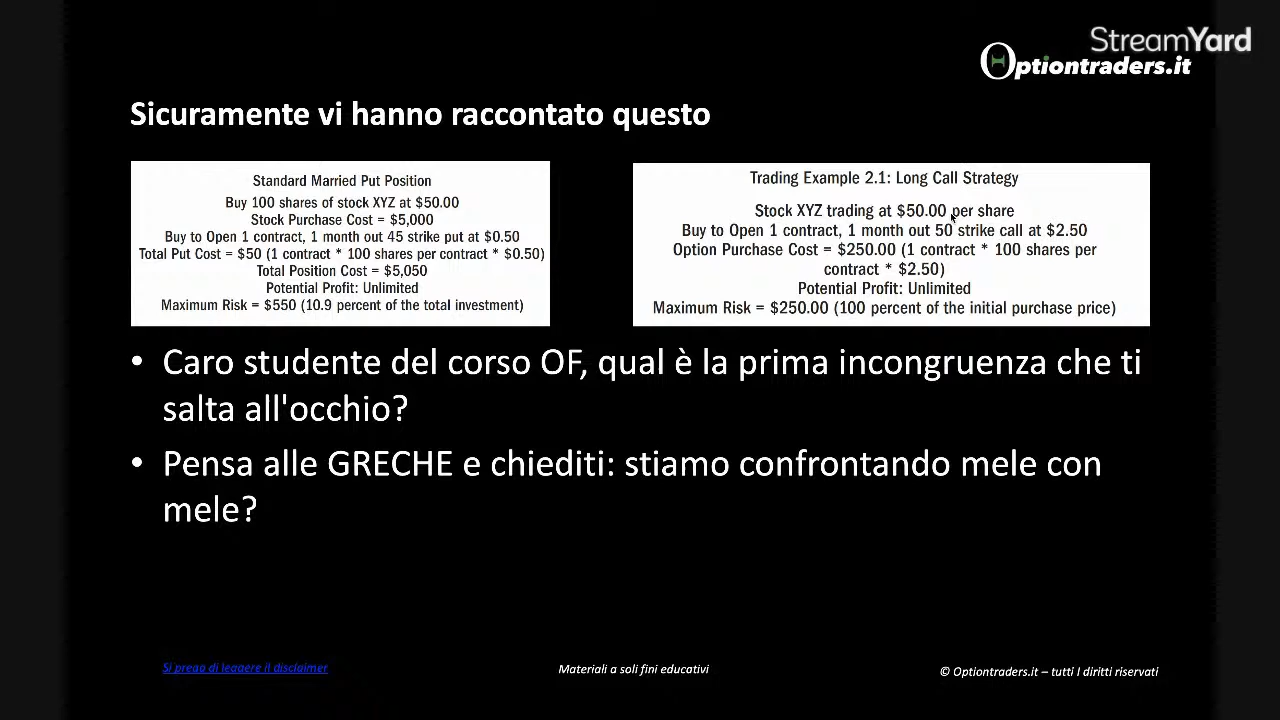 StreamYard
Optiontraders.it
Sicuramente vi hanno raccontato questo
Standard Married Put Position
Buy 100 shares of stock XYZ at $50.00
Stock Purchase Cost = $5,000
Buy to Open 1 contract, 1 month out 45 strike put at $0.50
Total Put Cost = $50 (1 contract * 100 shares per contract * $0.50)
Total Position Cost = $5,050
Potential Profit: Unlimited
Maximum Risk = $550 (10.9 percent of the total investment)
Trading Example 2.1: Long Call Strategy
Stock XYZ trading at $50.00 per share
Buy to Open 1 contract, 1 month out 50 strike call at $2.50
Option Purchase Cost = $250.00 (1 contract * 100 shares per
contract * $2.50)
Potential Profit: Unlimited
Maximum Risk = $250.00 (100 percent of the initial purchase price)
• Caro studente del corso OF, qual è la prima incongruenza che ti
salta all'occhio?
• Pensa alle GRECHE e chiediti: stiamo confrontando mele con
mele?
Si prega di leggere il disclaimer
Materiali a soli fini educativi
© Optiontraders.it – tutti I diritti riservati